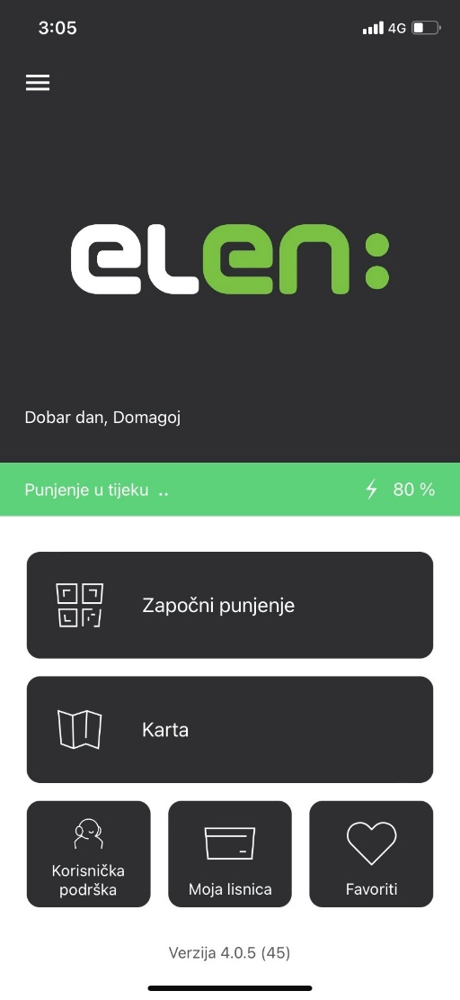 3:05
4G
elen:
Dobar dan, Domagoj
Punjenje u tijeku ..
80 %
Započni punjenje
Karta
Korisnička
podrška
Moja lisnica
Favoriti
Verzija 4.0.5 (45)